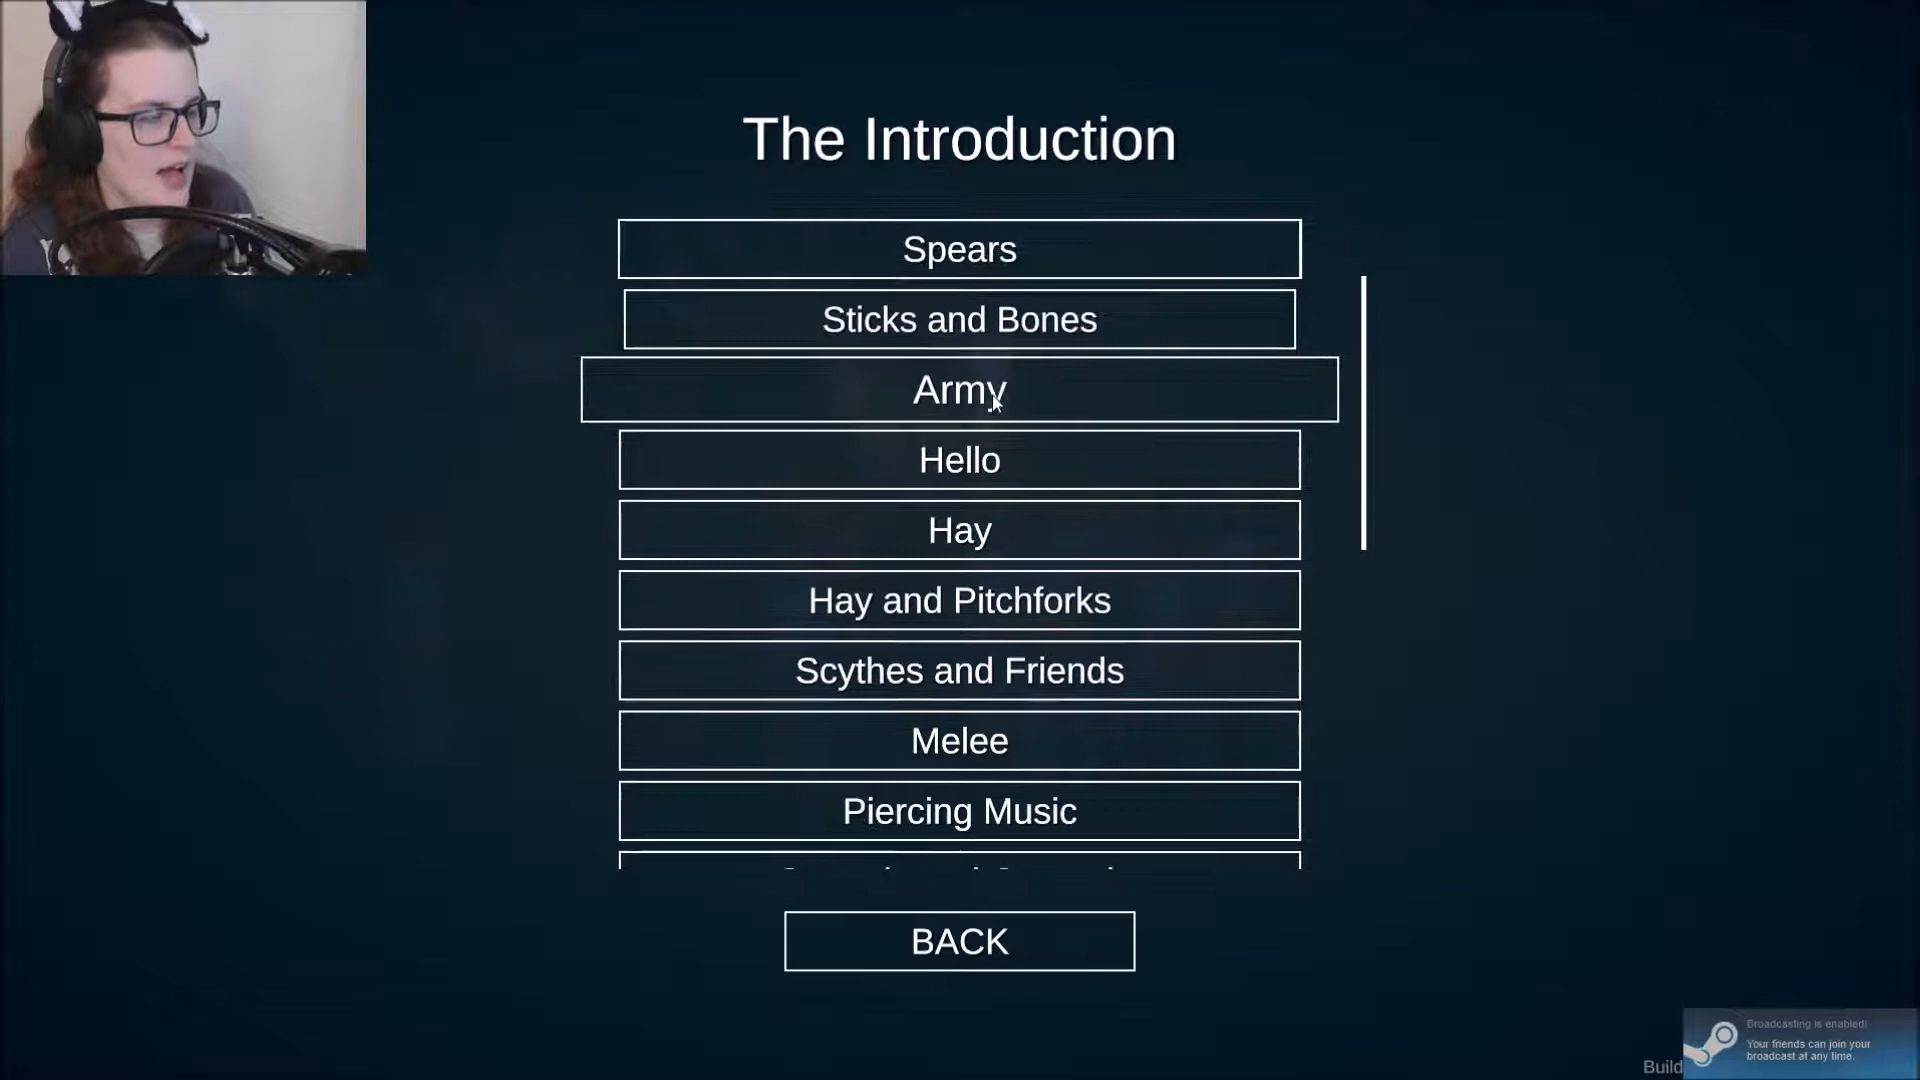 The Introduction
Spears
Sticks and Bones
Army
Hello
Hay
Hay and Pitchforks
Scythes and Friends
Melee
Piercing Music
BACK
Broadcasting is enabled!
Your friends can join your
broadcast at any time.
Build